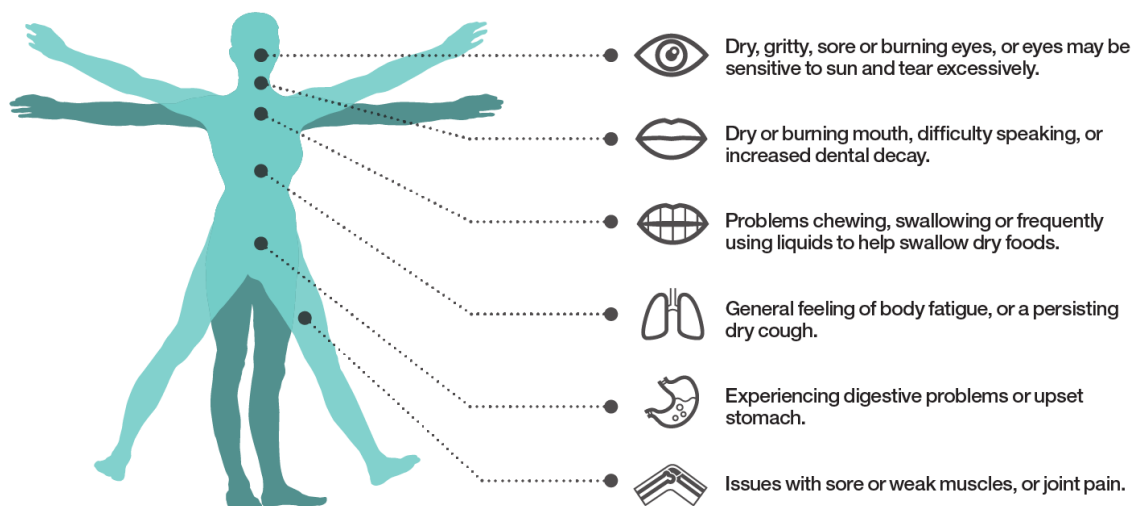 Dry, gritty, sore or burning eyes, or eyes may be
sensitive to sun and tear excessively.
Dry or burning mouth, difficulty speaking, or
increased dental decay.
Problems chewing, swallowing or frequently
using liquids to help swallow dry foods.
General feeling of body fatigue, or a persisting
dry cough.
Experiencing digestive problems or upset
stomach.
Issues with sore or weak muscles, or joint pain.